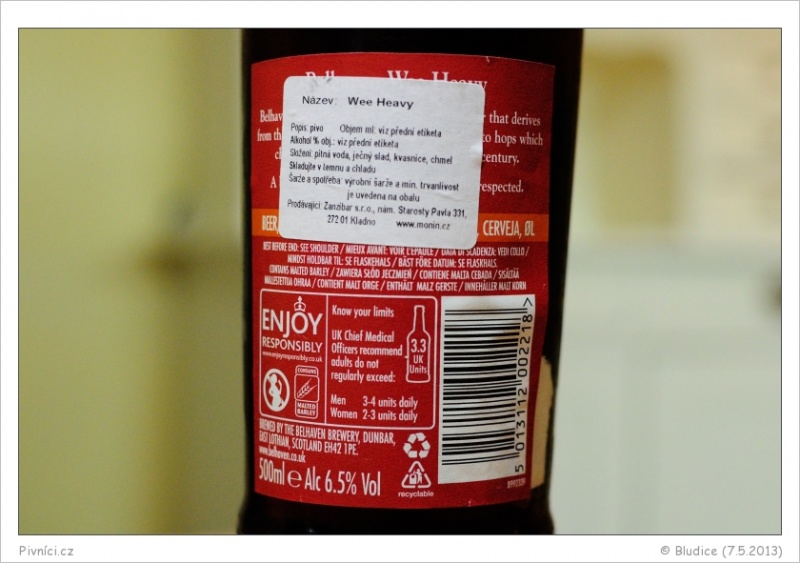 Wee Heavy
Název: Wee Heavy
Popis: pivo Objem ml: viz přední etiketa
Alkohol % obj.: viz přední etiketa
Složení: pitná voda, ječný slad, kvasnice, chmel
Skladujte v temnu a chladu
Šarže a spotřeba: výrobní šarže a min. trvanlivost
je uvedena na obalu
Prodávající: Zanzibar s.r.o., nám. Starosty Pavla 331,
272 01 Kladno www.monin.cz
that derives
from to hops which
century.
A respected.
BEER, CERVEJA, ØL
BEST BEFORE END: SEE SHOULDER / MIEUX AVANT: VOIR L'EPAULE / DATA DI SCADENZA: VEDI COLLO /
MINDST HOLDBAR TIL: SE FLASKEHALS / BÄST FÖRE DATUM: SE FLASKHALS.
CONTAINS MALTED BARLEY / ZAWIERA SŁÓD JECZMIEŃ / CONTIENE MALTA CEBADA / SISÄLTÄÄ
MALLESTETTUA OHRAA / CONTIENT MALT ORGE / ENTHÄLT MALZ GERSTE / INNEHÅLLER MALT KORN
ENJOY
RESPONSIBLY
www.enjoyresponsibly.co.uk
CONTAINS
MALTED
BARLEY
Know your limits
UK Chief Medical
Officers recommend
adults do not
regularly exceed:
Men 3-4 units daily
Women 2-3 units daily
3.3
UK
Units
BREWED BY THE BELHAVEN BREWERY, DUNBAR,
EAST LOTHIAN, SCOTLAND EH42 1PE.
www.belhaven.co.uk
500ml e Alc 6.5% Vol
recyclable
5 013112 002218 >
Pivníci.cz
© Bludice (7.5.2013)